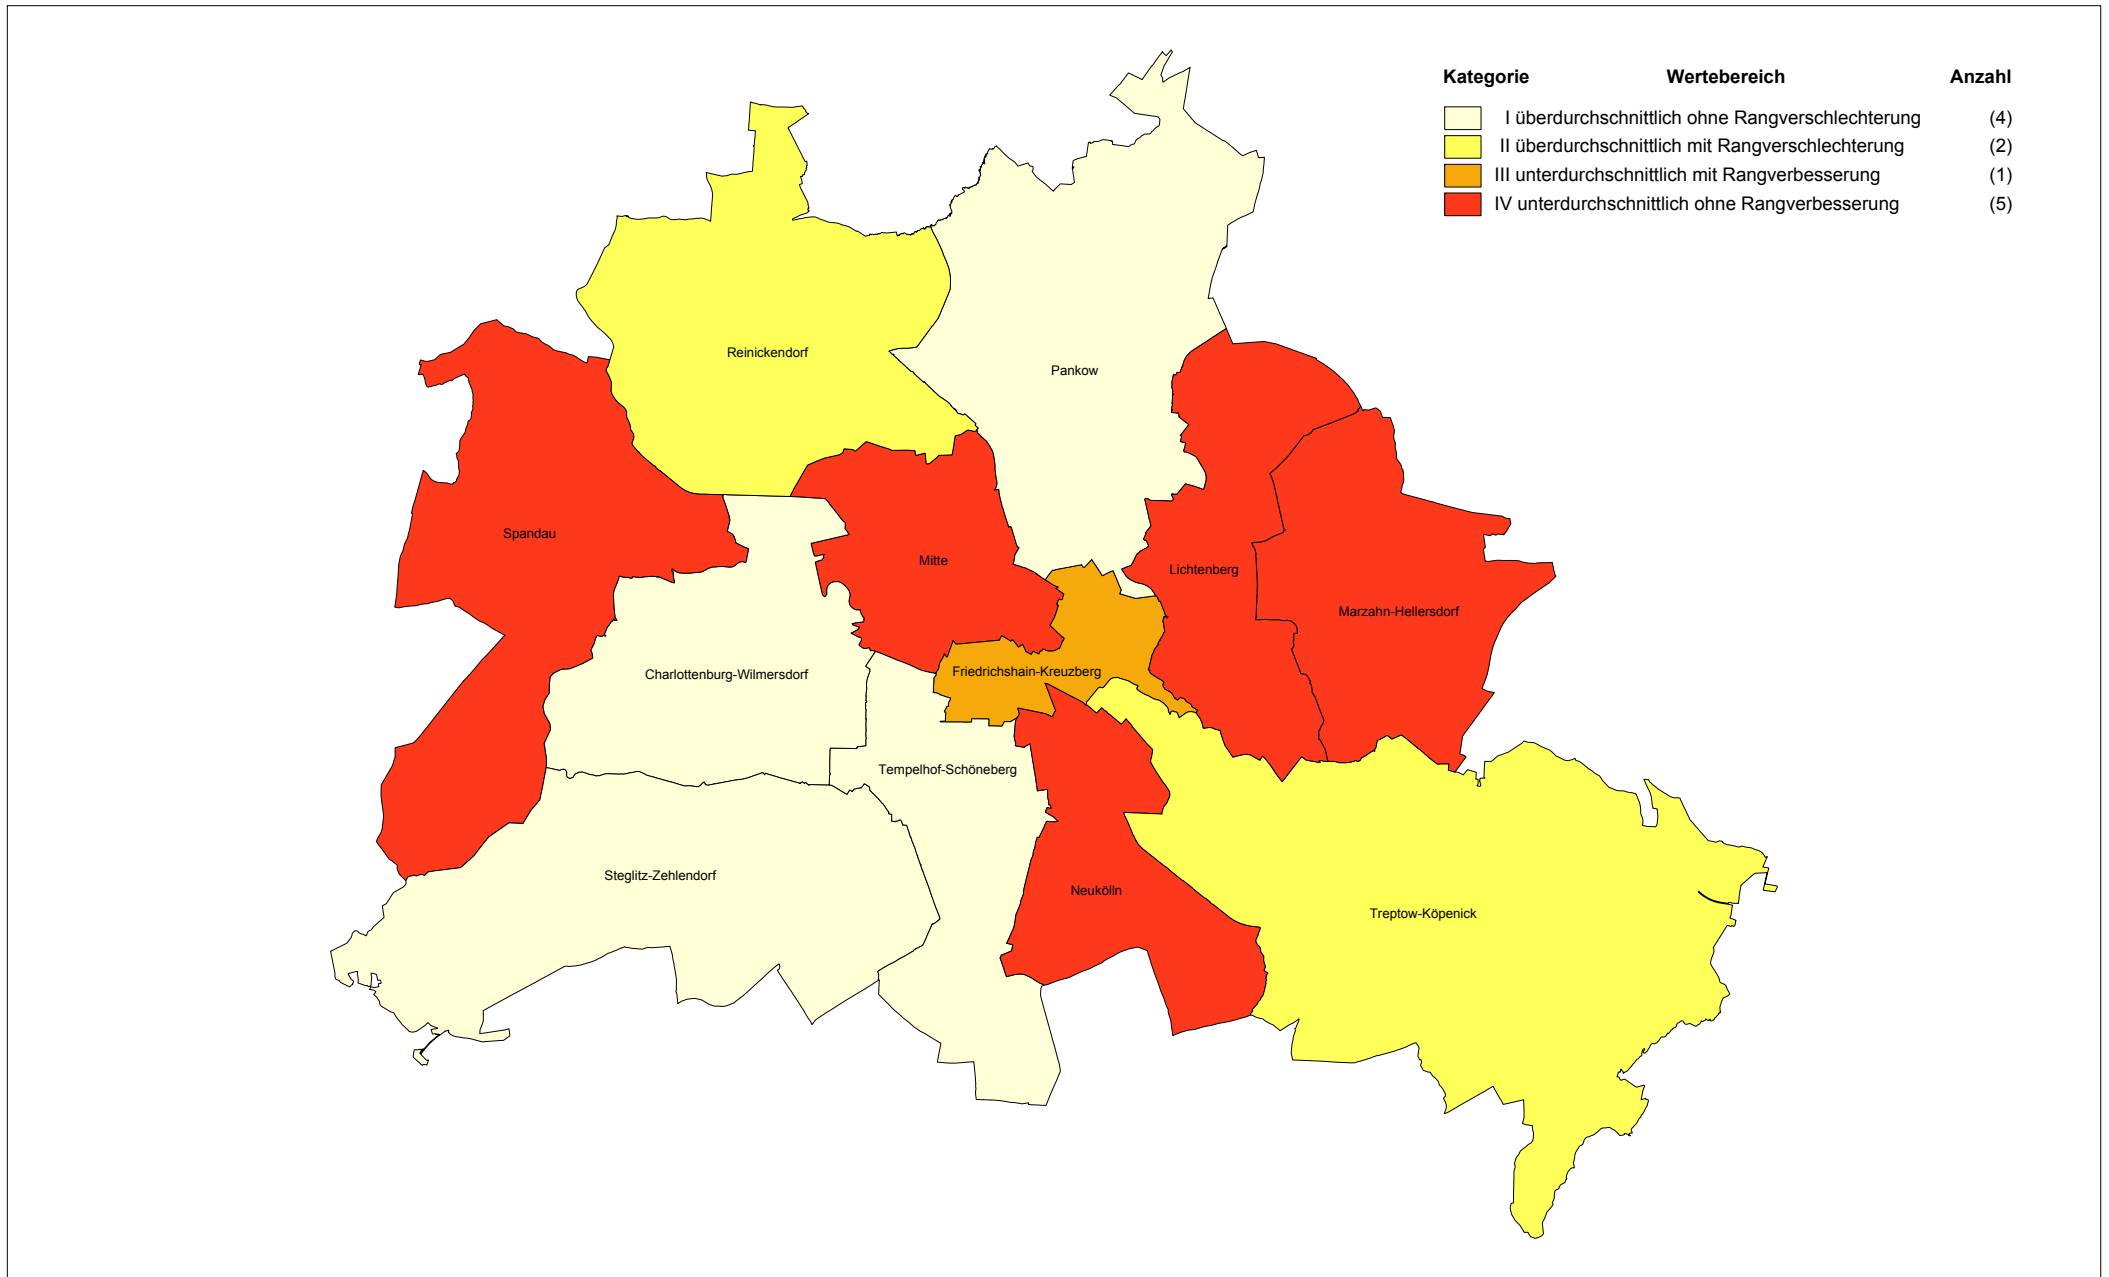 Kategorie Wertebereich Anzahl
I überdurchschnittlich ohne Rangverschlechterung (4)
II überdurchschnittlich mit Rangverschlechterung (2)
III unterdurchschnittlich mit Rangverbesserung (1)
IV unterdurchschnittlich ohne Rangverbesserung (5)
Reinickendorf
Pankow
Spandau
Mitte
Lichtenberg
Marzahn-Hellersdorf
Charlottenburg-Wilmersdorf
Friedrichshain-Kreuzberg
Tempelhof-Schöneberg
Steglitz-Zehlendorf
Neukölln
Treptow-Köpenick